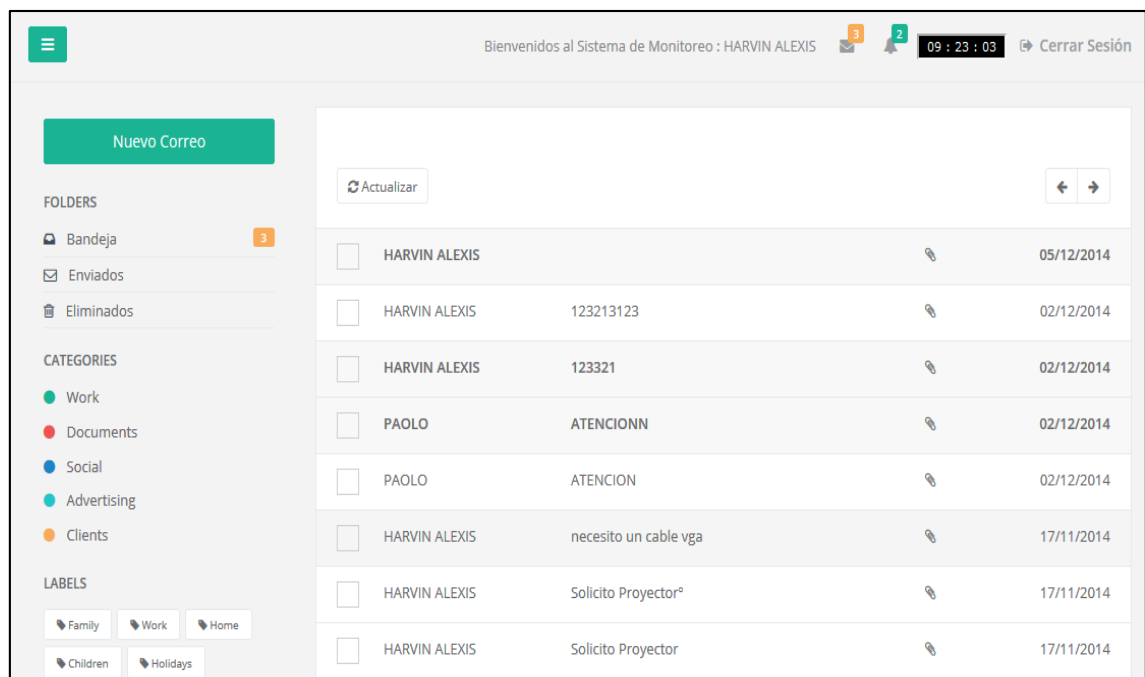 Bienvenidos al Sistema de Monitoreo : HARVIN ALEXIS 3 2 09 : 23 : 03 Cerrar Sesión
Nuevo Correo
FOLDERS
Bandeja 3
Enviados
Eliminados
CATEGORIES
Work
Documents
Social
Advertising
Clients
LABELS
Family Work Home
Children Holidays
Actualizar
HARVIN ALEXIS 05/12/2014
HARVIN ALEXIS 123213123 02/12/2014
HARVIN ALEXIS 123321 02/12/2014
PAOLO ATENCIONN 02/12/2014
PAOLO ATENCION 02/12/2014
HARVIN ALEXIS necesito un cable vga 17/11/2014
HARVIN ALEXIS Solicito Proyector° 17/11/2014
HARVIN ALEXIS Solicito Proyector 17/11/2014